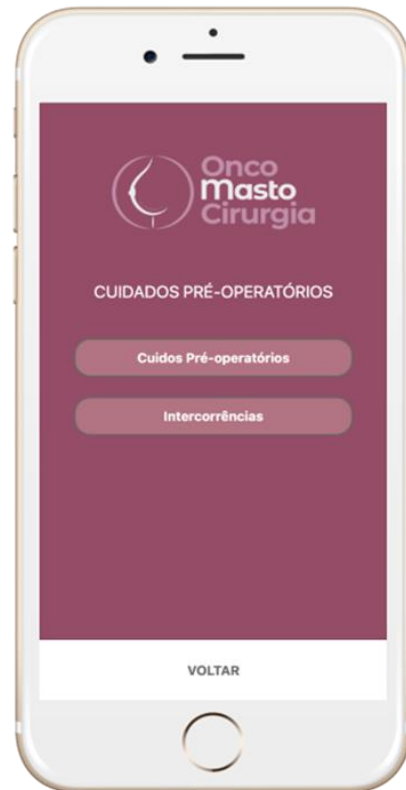 Onco
Masto
Cirurgia
CUIDADOS PRÉ-OPERATÓRIOS
Cuidos Pré-operatórios
Intercorrências
VOLTAR